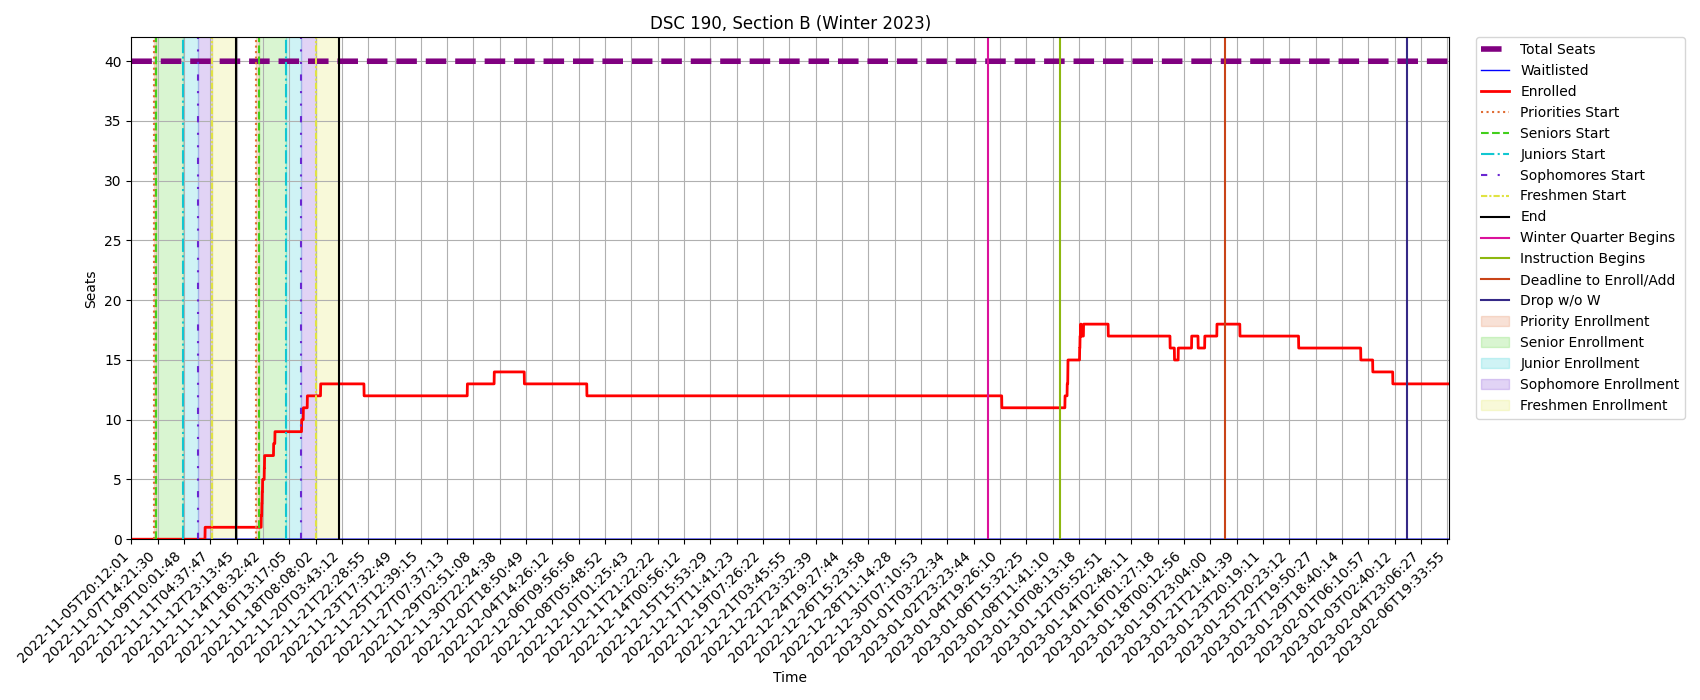 DSC 190, Section B (Winter 2023)
Seats
40
35
30
25
20
15
10
5
0
2022-11-05T20:12:01
2022-11-07T14:21:30
2022-11-09T10:01:48
2022-11-11T04:37:47
2022-11-12T23:13:45
2022-11-14T18:32:42
2022-11-16T13:17:05
2022-11-18T08:08:02
2022-11-20T03:43:12
2022-11-21T22:28:55
2022-11-23T17:32:49
2022-11-25T12:39:15
2022-11-27T07:37:13
2022-11-29T02:51:08
2022-11-30T22:24:38
2022-12-02T18:50:49
2022-12-04T14:26:12
2022-12-06T09:56:56
2022-12-08T05:48:52
2022-12-10T01:25:43
2022-12-11T21:22:22
2022-12-14T00:56:12
2022-12-15T15:53:29
2022-12-17T11:41:23
2022-12-19T07:26:22
2022-12-21T03:45:55
2022-12-22T23:32:39
2022-12-24T19:27:44
2022-12-26T15:23:58
2022-12-28T11:14:28
2022-12-30T07:10:53
2023-01-01T03:22:34
2023-01-02T23:23:44
2023-01-04T19:26:10
2023-01-06T15:32:25
2023-01-08T11:41:10
2023-01-10T08:13:18
2023-01-12T05:52:51
2023-01-14T02:48:11
2023-01-16T01:27:18
2023-01-18T00:12:56
2023-01-19T23:04:00
2023-01-21T21:41:39
2023-01-23T20:19:11
2023-01-25T20:23:12
2023-01-27T19:50:27
2023-01-29T18:40:14
2023-02-01T06:10:57
2023-02-03T02:40:12
2023-02-04T23:06:27
2023-02-06T19:33:55
Time
Total Seats
Waitlisted
Enrolled
Priorities Start
Seniors Start
Juniors Start
Sophomores Start
Freshmen Start
End
Winter Quarter Begins
Instruction Begins
Deadline to Enroll/Add
Drop w/o W
Priority Enrollment
Senior Enrollment
Junior Enrollment
Sophomore Enrollment
Freshmen Enrollment